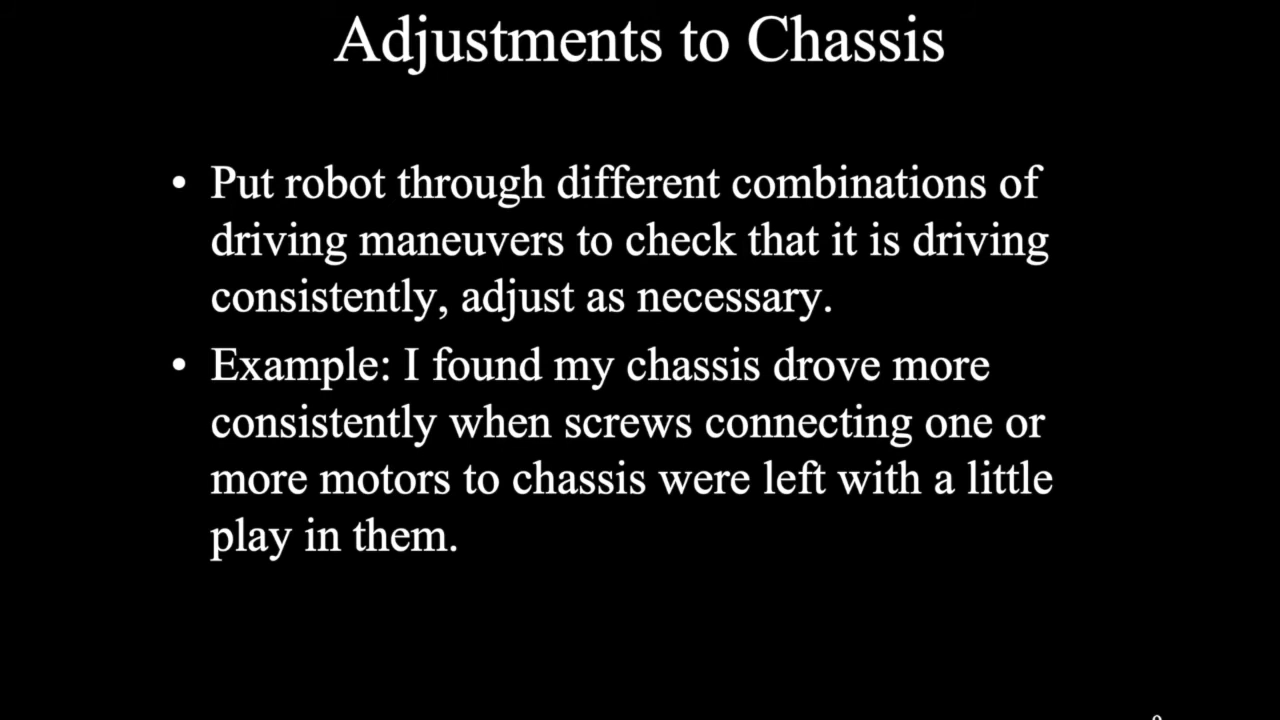 Adjustments to Chassis
• Put robot through different combinations of
driving maneuvers to check that it is driving
consistently, adjust as necessary.
• Example: I found my chassis drove more
consistently when screws connecting one or
more motors to chassis were left with a little
play in them.